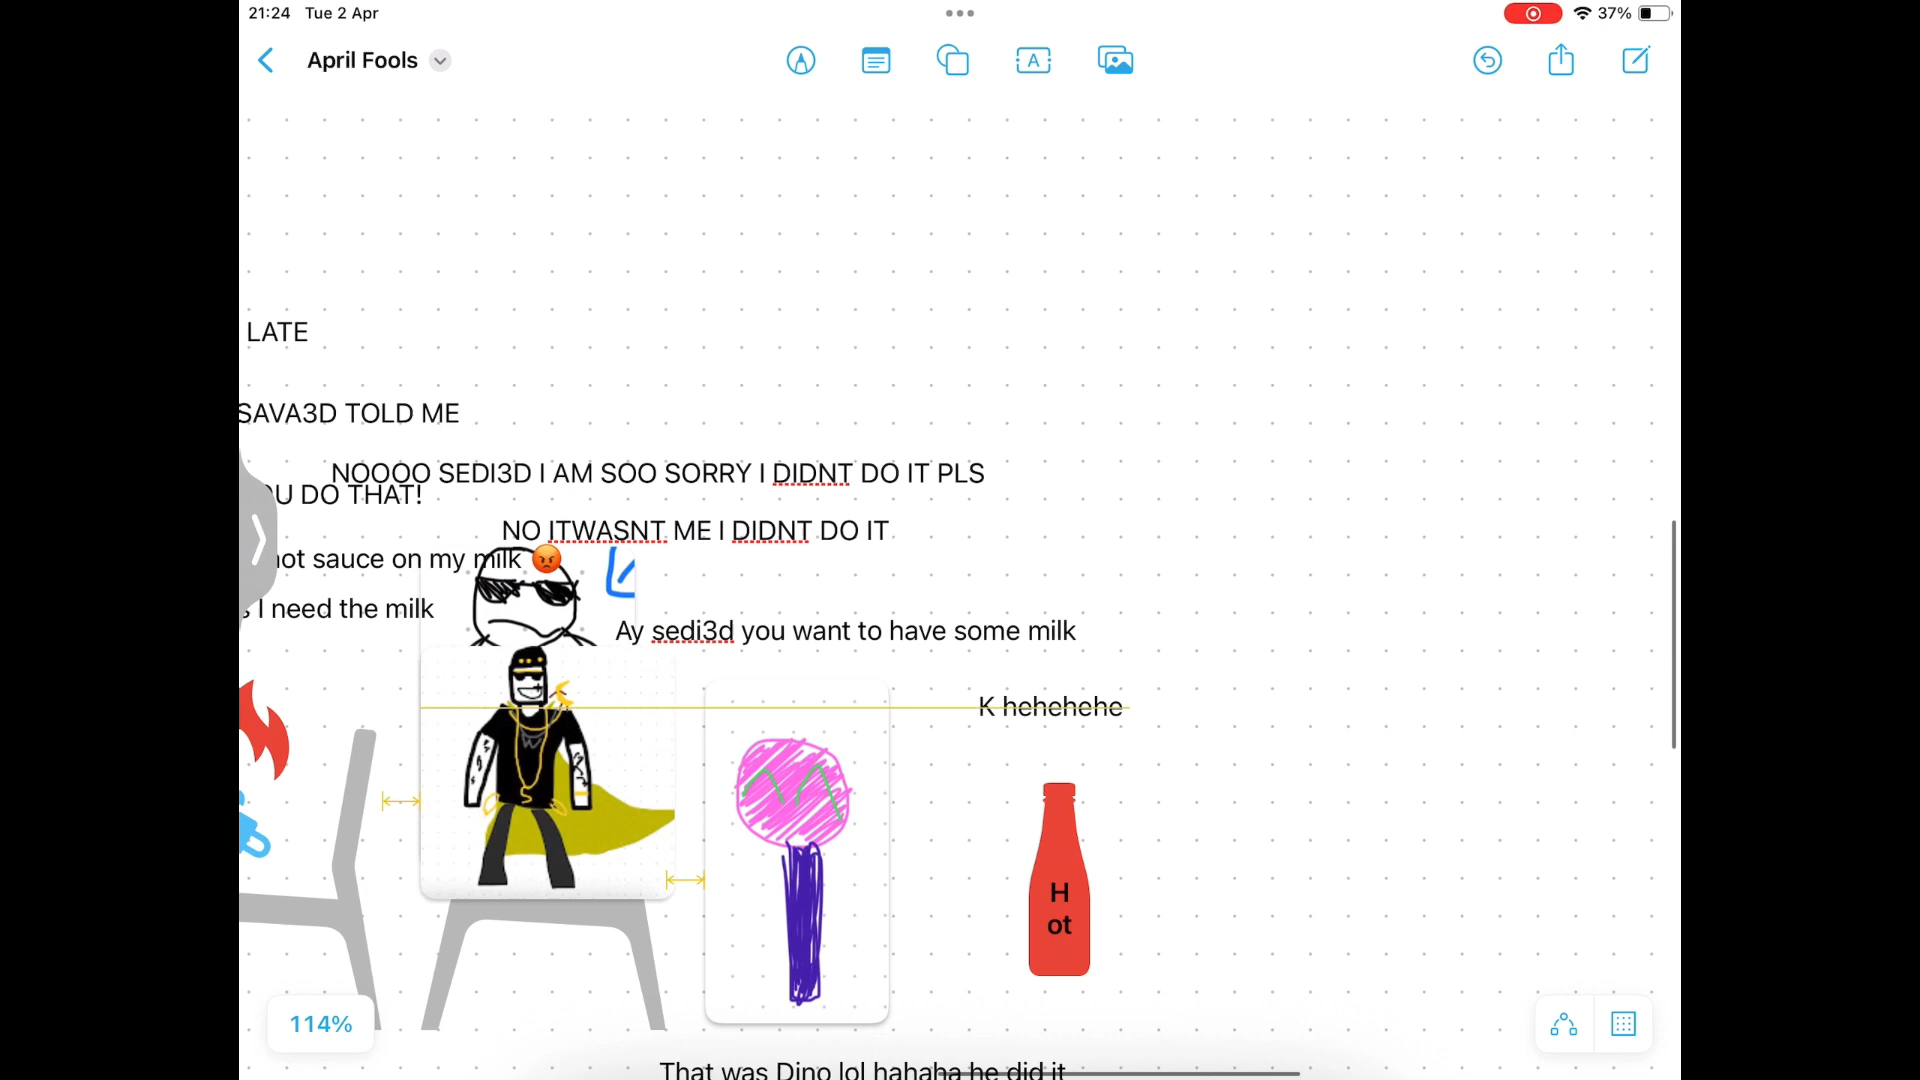 21:24 Tue 2 Apr
37%
April Fools
LATE
SAVA3D TOLD ME
NOOOO SEDI3D I AM SOO SORRY I DIDNT DO IT PLS
OU DO THAT!
NO ITWASNT ME I DIDNT DO IT
hot sauce on my milk 😡
I need the milk
Ay sedi3d you want to have some milk
K hehehehe
H
ot
114%
That was Dino lol hahaha he did it